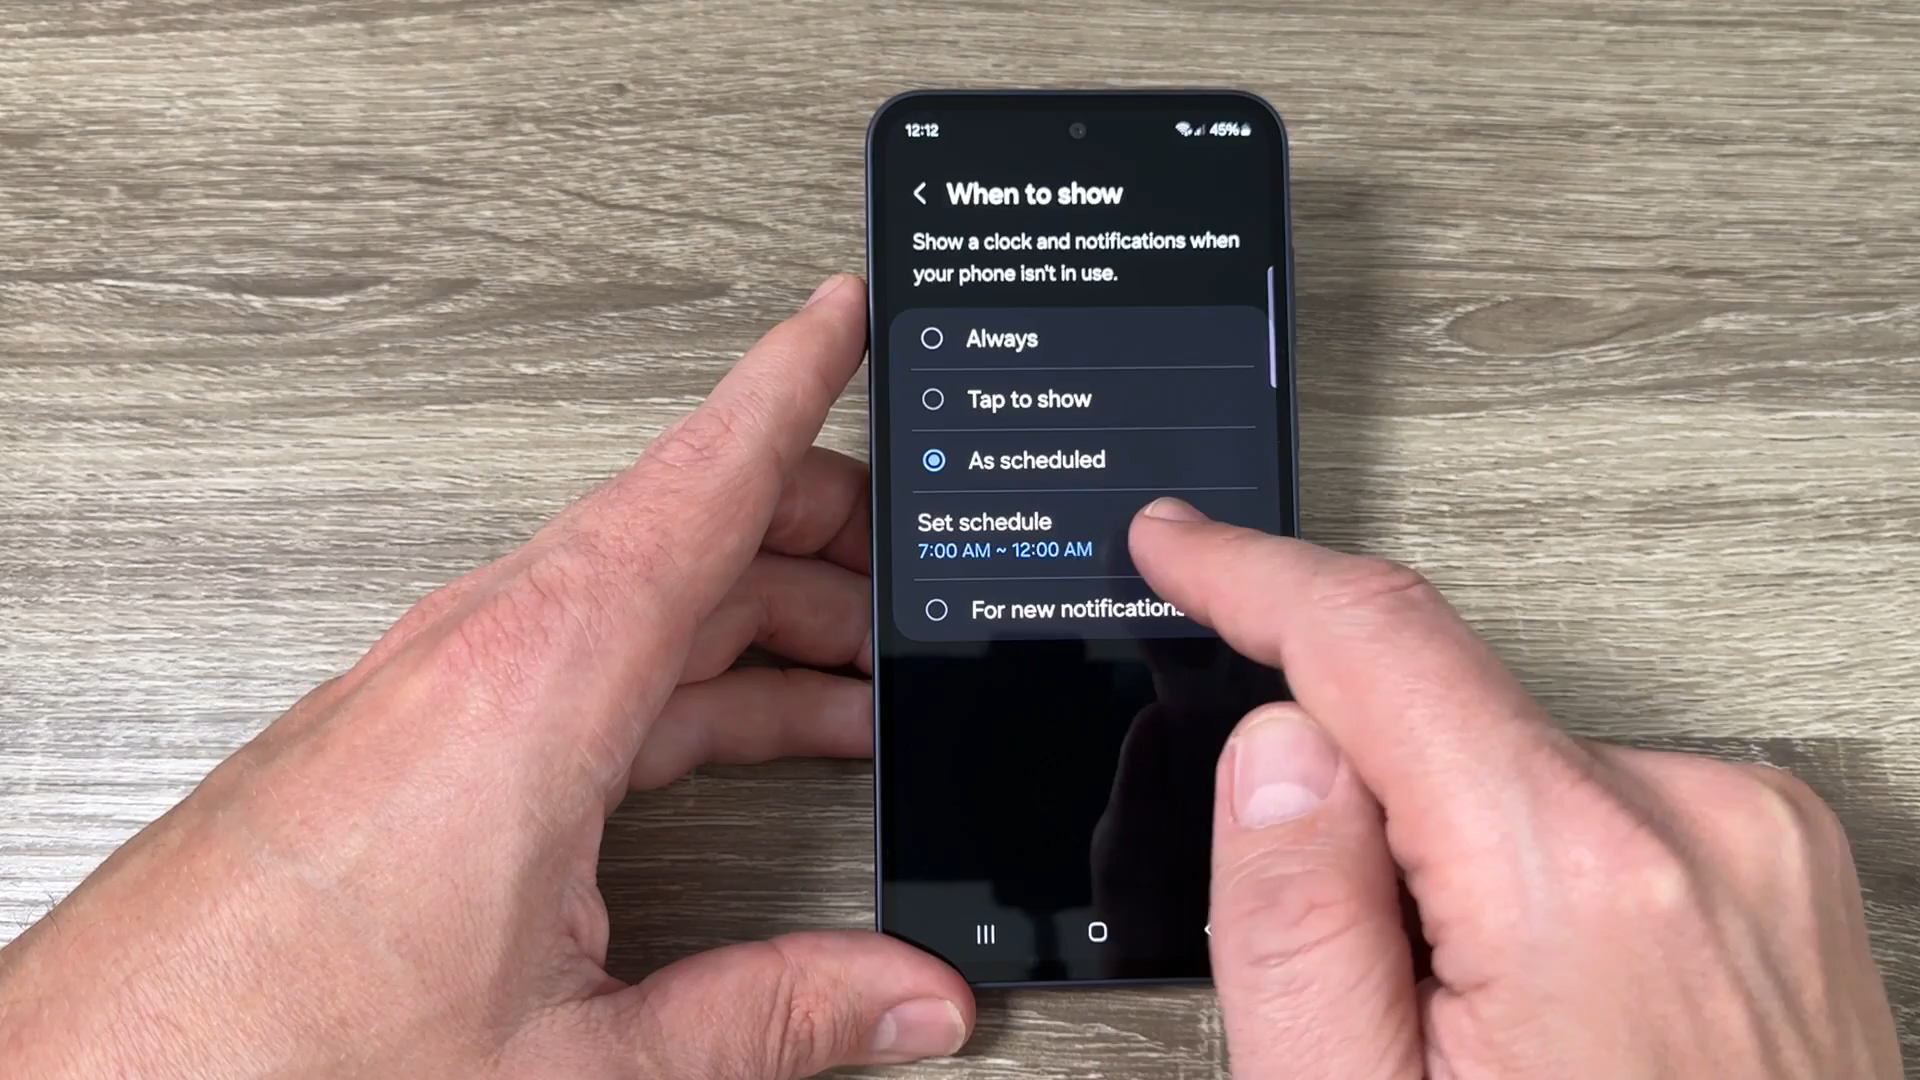 12:12
45%
When to show
Show a clock and notifications when
your phone isn't in use.
Always
Tap to show
As scheduled
Set schedule
7:00 AM ~ 12:00 AM
For new notifications